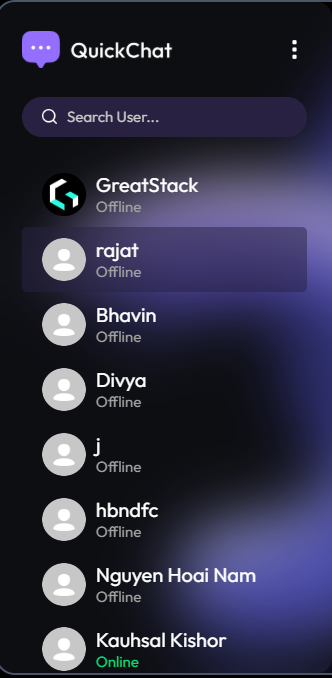 QuickChat
Search User...
GreatStack
Offline
rajat
Offline
Bhavin
Offline
Divya
Offline
j
Offline
hbndfc
Offline
Nguyen Hoai Nam
Offline
Kauhsal Kishor
Online